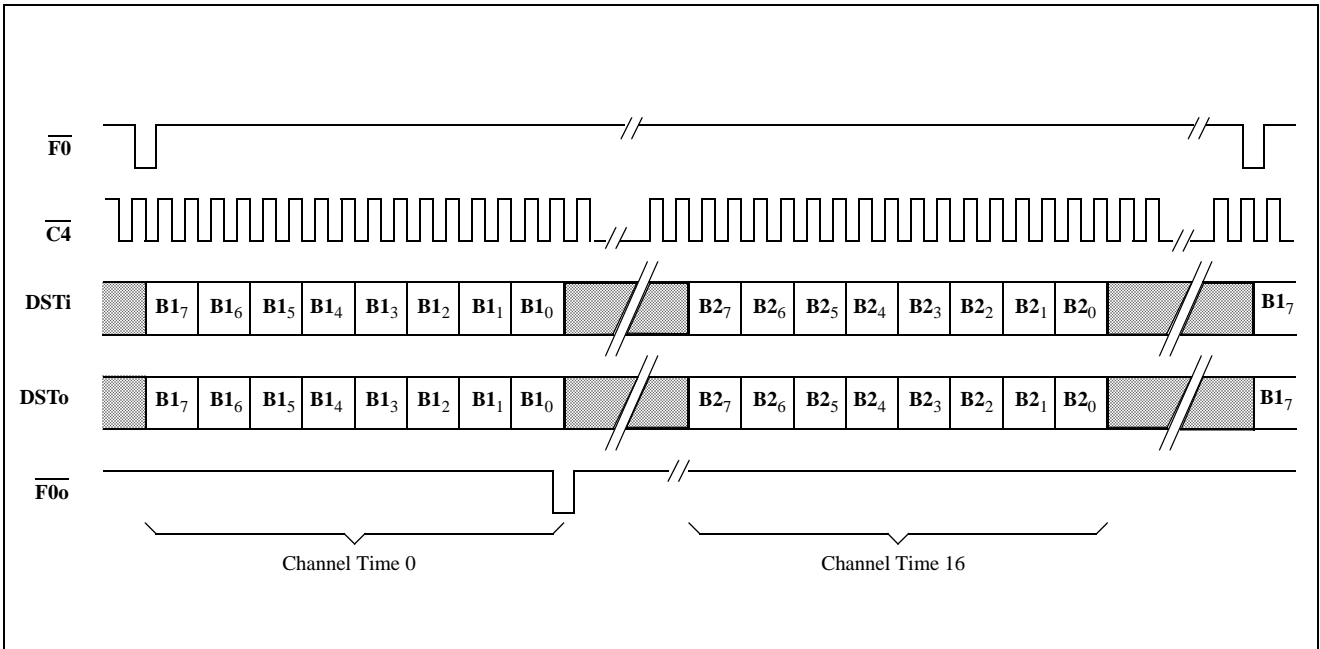 F0
C4
DSTi B1₇ B1₆ B1₅ B1₄ B1₃ B1₂ B1₁ B1₀ B2₇ B2₆ B2₅ B2₄ B2₃ B2₂ B2₁ B2₀ B1₇
DSTo B1₇ B1₆ B1₅ B1₄ B1₃ B1₂ B1₁ B1₀ B2₇ B2₆ B2₅ B2₄ B2₃ B2₂ B2₁ B2₀ B1₇
F0o
Channel Time 0 Channel Time 16